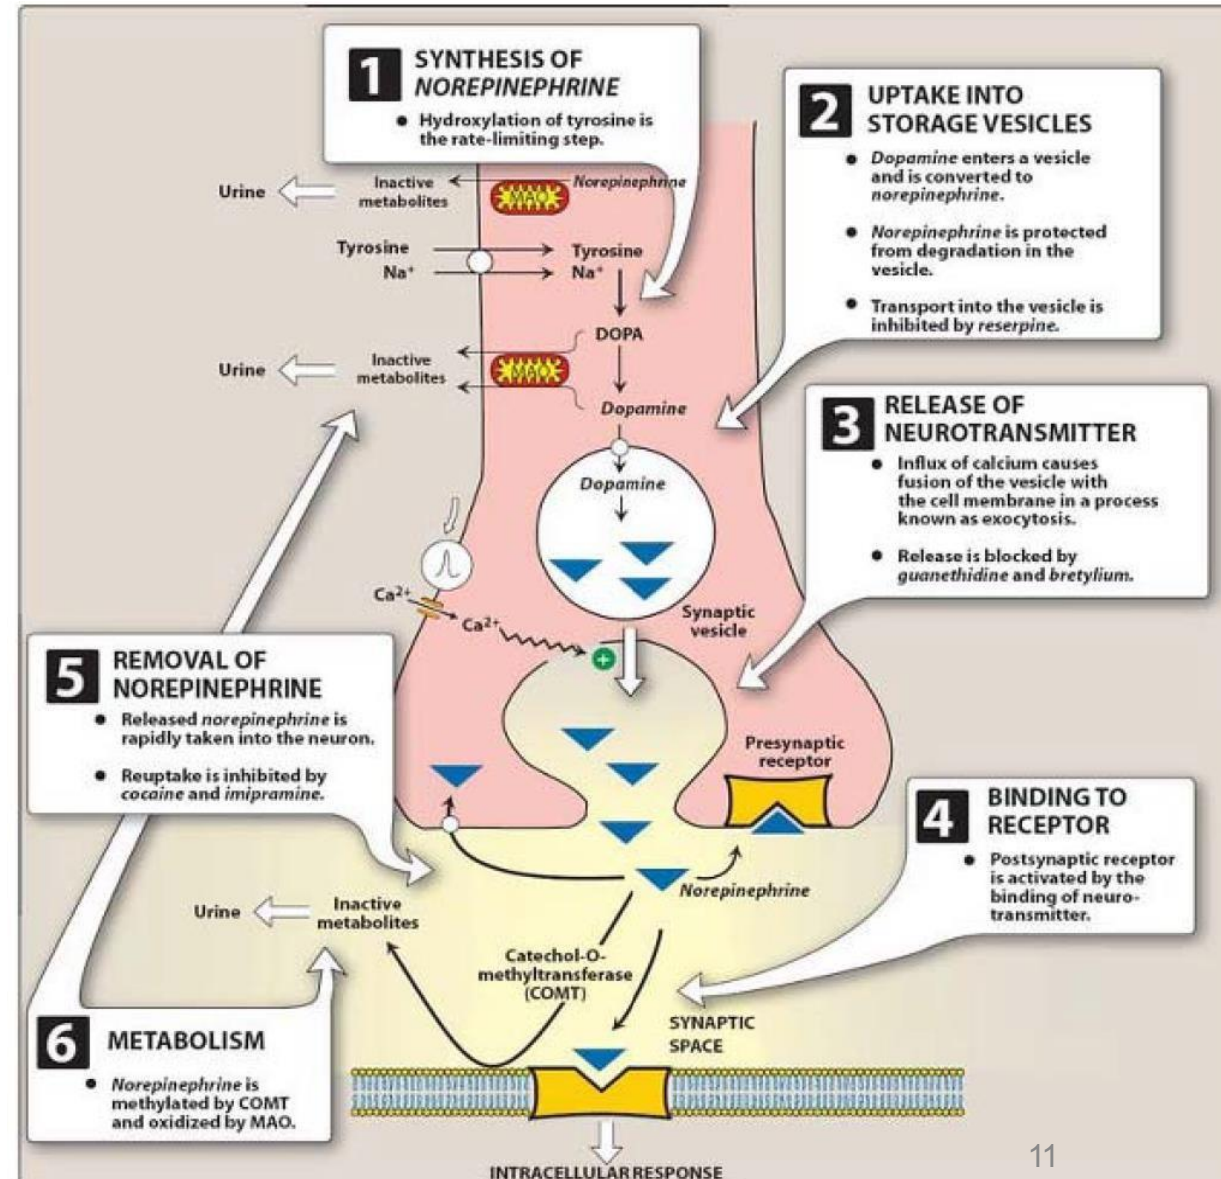 1 SYNTHESIS OF
NOREPINEPHRINE
• Hydroxylation of tyrosine is
the rate-limiting step.
2 UPTAKE INTO
STORAGE VESICLES
• Dopamine enters a vesicle
and is converted to
norepinephrine.
• Norepinephrine is protected
from degradation in the
vesicle.
• Transport into the vesicle is
inhibited by reserpine.
Urine
Inactive
metabolites
MAO
Norepinephrine
Tyrosine
Na+
Tyrosine
Na+
DOPA
Urine
Inactive
metabolites
MAO
Dopamine
Dopamine
3 RELEASE OF
NEUROTRANSMITTER
• Influx of calcium causes
fusion of the vesicle with
the cell membrane in a process
known as exocytosis.
• Release is blocked by
guanethidine and bretylium.
Ca2+
Ca2+
+
Synaptic
vesicle
5 REMOVAL OF
NOREPINEPHRINE
• Released norepinephrine is
rapidly taken into the neuron.
• Reuptake is inhibited by
cocaine and imipramine.
Presynaptic
receptor
4 BINDING TO
RECEPTOR
• Postsynaptic receptor
is activated by the
binding of neuro-
transmitter.
Norepinephrine
Urine
Inactive
metabolites
Catechol-O-
methyltransferase
(COMT)
SYNAPTIC
SPACE
6 METABOLISM
• Norepinephrine is
methylated by COMT
and oxidized by MAO.
INTRACELLULAR RESPONSE
11